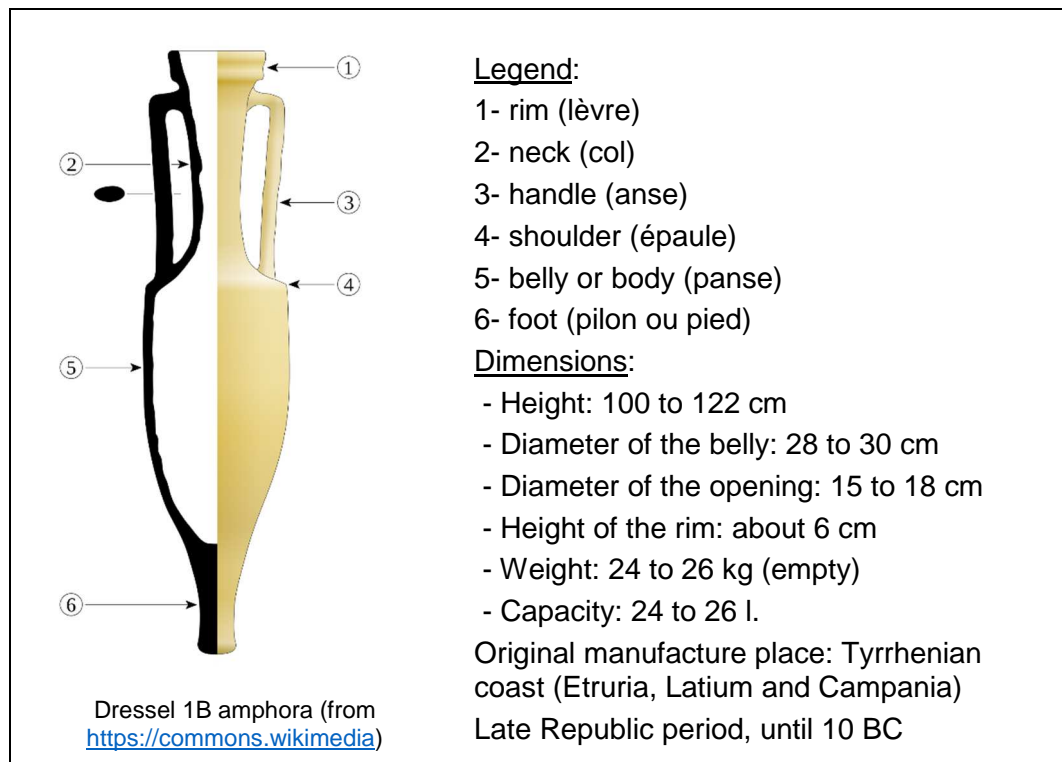 ①
②
③
④
⑤
⑥
Dressel 1B amphora (from
https://commons.wikimedia)
Legend:
1- rim (lèvre)
2- neck (col)
3- handle (anse)
4- shoulder (épaule)
5- belly or body (panse)
6- foot (pilon ou pied)
Dimensions:
- Height: 100 to 122 cm
- Diameter of the belly: 28 to 30 cm
- Diameter of the opening: 15 to 18 cm
- Height of the rim: about 6 cm
- Weight: 24 to 26 kg (empty)
- Capacity: 24 to 26 l.
Original manufacture place: Tyrrhenian
coast (Etruria, Latium and Campania)
Late Republic period, until 10 BC